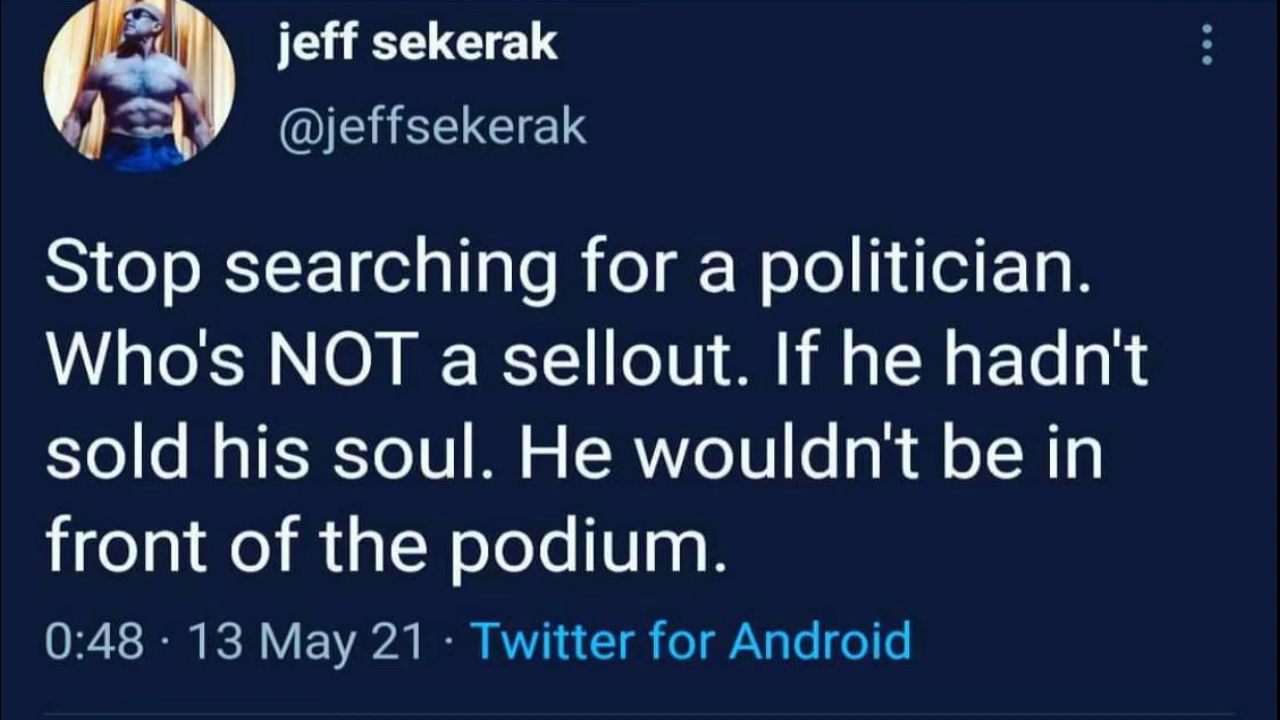 jeff sekerak
@jeffsekerak
Stop searching for a politician.
Who's NOT a sellout. If he hadn't
sold his soul. He wouldn't be in
front of the podium.
0:48 · 13 May 21 · Twitter for Android